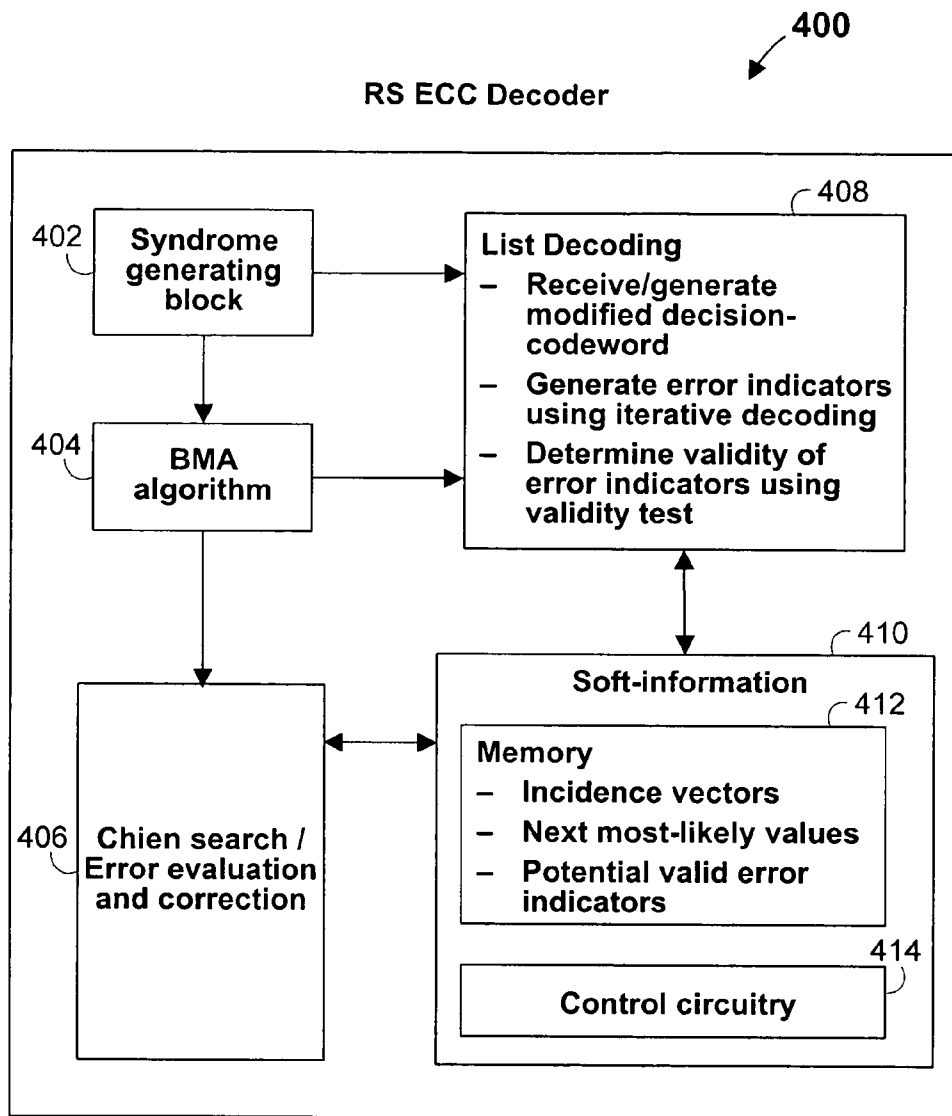 400
RS ECC Decoder
402
Syndrome
generating
block
404
BMA
algorithm
406
Chien search /
Error evaluation
and correction
408
List Decoding
– Receive/generate
modified decision-
codeword
– Generate error indicators
using iterative decoding
– Determine validity of
error indicators using
validity test
410
Soft-information
412
Memory
– Incidence vectors
– Next most-likely values
– Potential valid error
indicators
414
Control circuitry